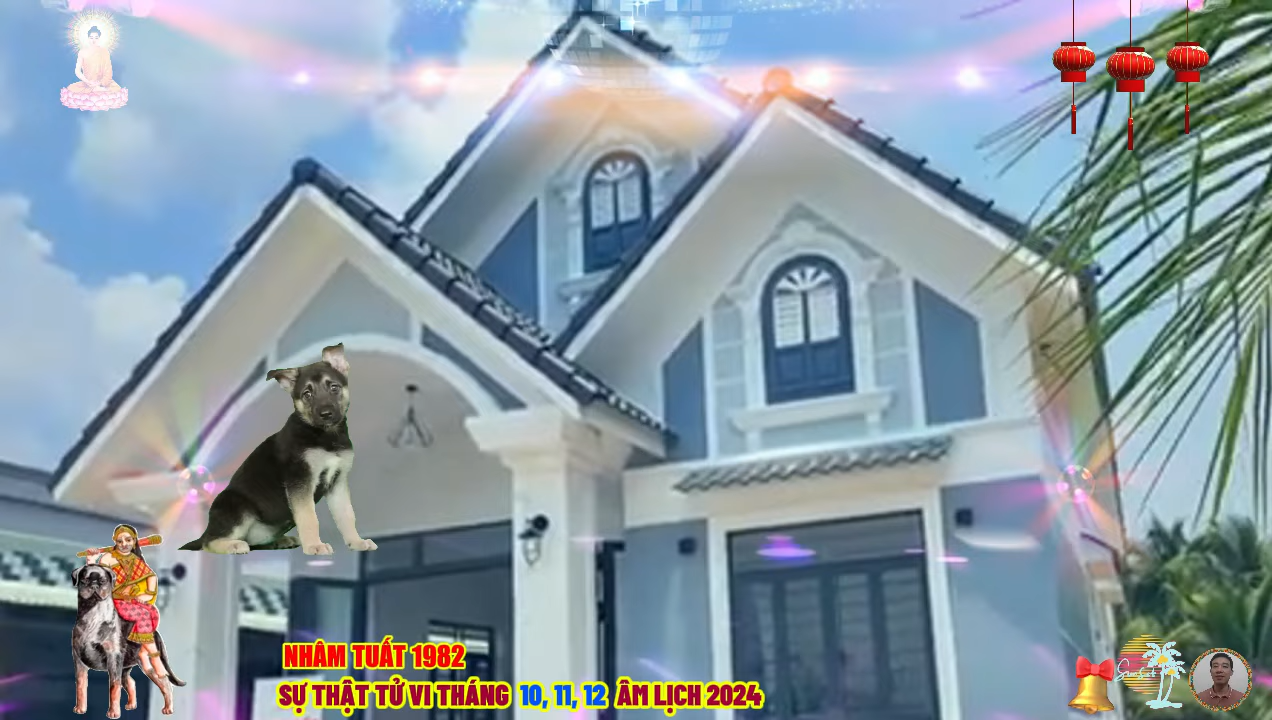 NHÂM TUẤT 1982
SỰ THẬT TỬ VI THÁNG 10, 11, 12 ÂM LỊCH 2024